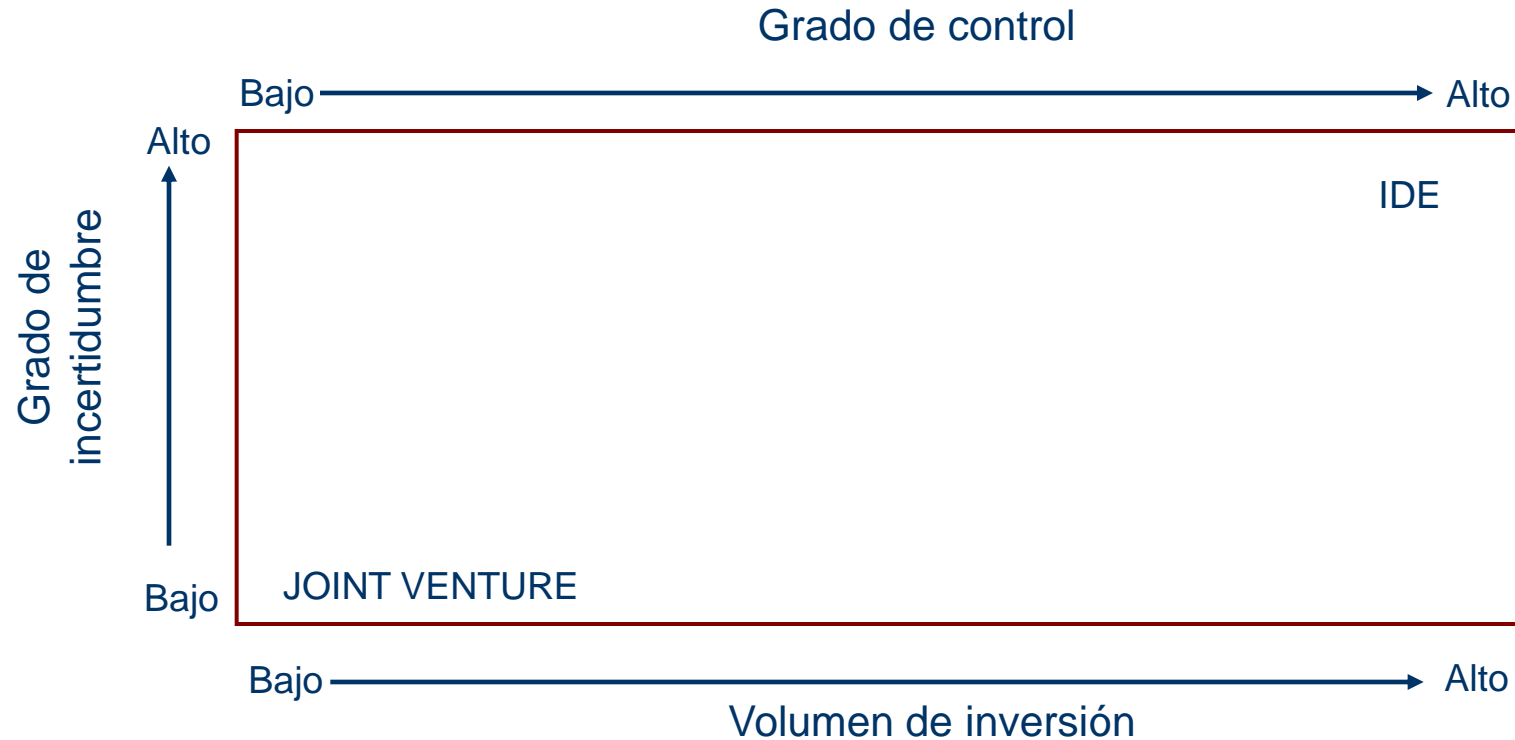 Grado de control
Bajo
Alto
Alto
IDE
Grado de
incertidumbre
JOINT VENTURE
Bajo
Bajo
Alto
Volumen de inversión